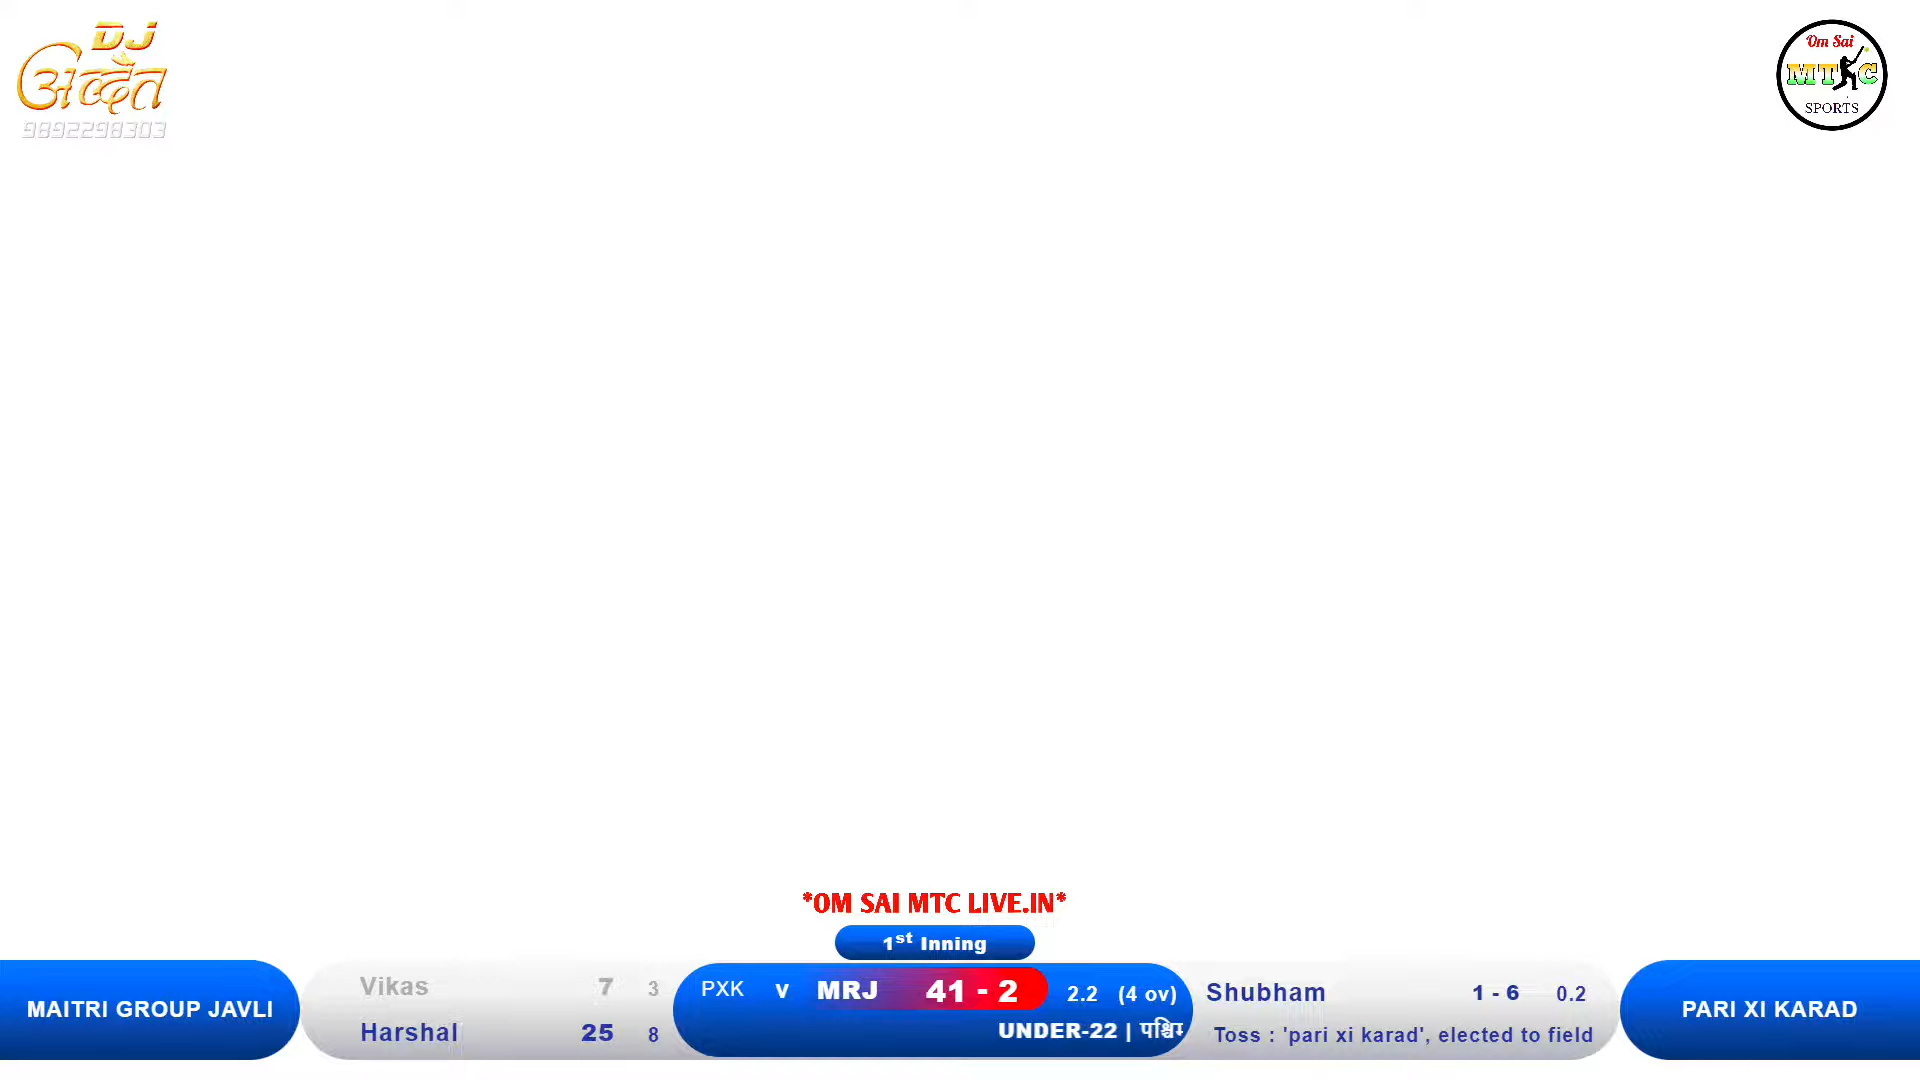 DJ
अव्दैत
9892298303
Om Sai
MTC
SPORTS
*OM SAI MTC LIVE.IN*
1st Inning
MAITRI GROUP JAVLI
Vikas 7 3
Harshal 25 8
PXK v MRJ 41 - 2 2.2 (4 ov)
UNDER-22 |
Shubham 1 - 6 0.2
Toss : 'pari xi karad', elected to field
PARI XI KARAD